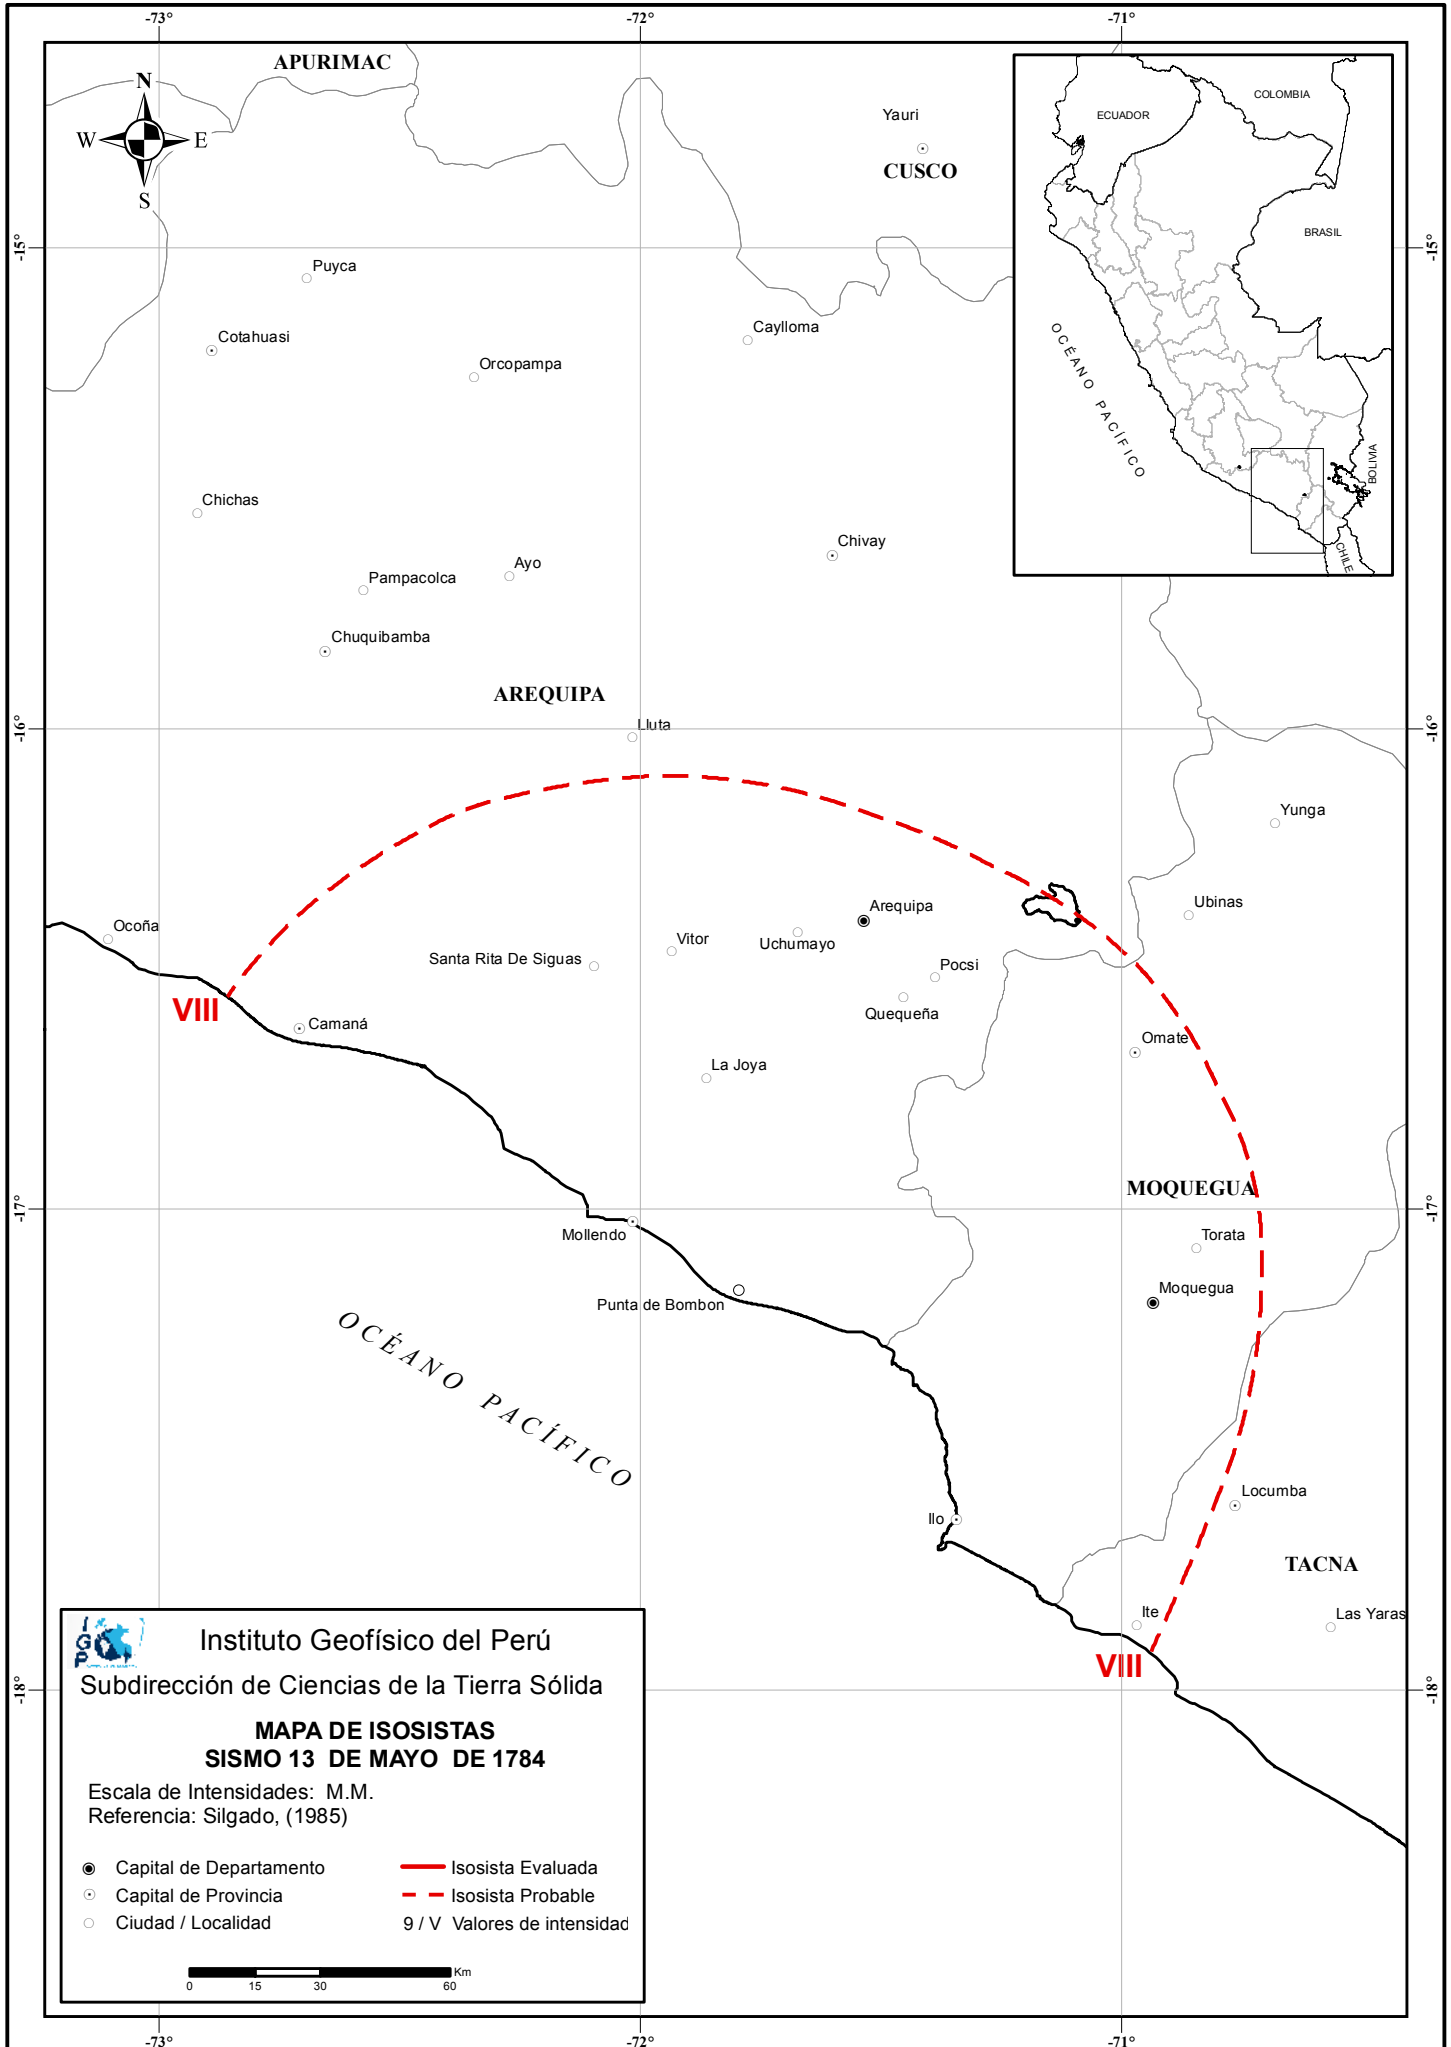 -73°
-72°
-71°
APURIMAC
N
W
E
S
Yauri
CUSCO
COLOMBIA
ECUADOR
BRASIL
OCÉANO PACÍFICO
BOLIVIA
CHILE
-15°
-15°
Puyca
Cotahuasi
Caylloma
Orcopampa
Chichas
Chivay
Ayo
Pampacolca
Chuquibamba
AREQUIPA
Lluta
-16°
-16°
Yunga
Ubinas
Arequipa
Ocoña
Vitor
Uchumayo
Santa Rita De Siguas
Pocsi
VIII
Quequeña
Camaná
Omate
La Joya
MOQUEGUA
-17°
-17°
Torata
Mollendo
Moquegua
Punta de Bombon
OCÉANO PACÍFICO
Locumba
Ilo
TACNA
Ite
Las Yaras
VIII
-18°
-18°
IGP
Instituto Geofísico del Perú
Subdirección de Ciencias de la Tierra Sólida
MAPA DE ISOSISTAS
SISMO 13 DE MAYO DE 1784
Escala de Intensidades: M.M.
Referencia: Silgado, (1985)
Capital de Departamento
Isosista Evaluada
Capital de Provincia
Isosista Probable
Ciudad / Localidad
9 / V Valores de intensidad
Km
0 15 30 60
-73°
-72°
-71°